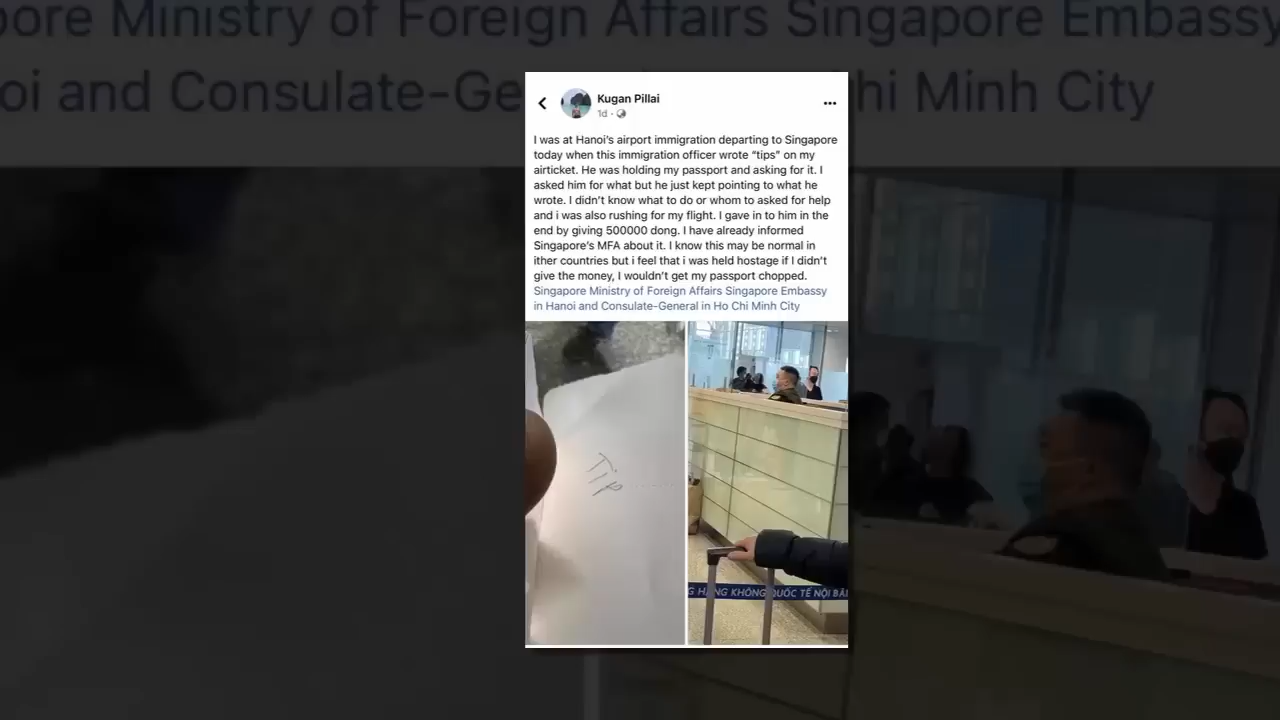 pore Ministry of Foreign Affairs Singapore Embassy
oi and Consulate-Ge
hi Minh City
Kugan Pillai
1d ·
I was at Hanoi's airport immigration departing to Singapore
today when this immigration officer wrote "tips" on my
airticket. He was holding my passport and asking for it. I
asked him for what but he just kept pointing to what he
wrote. I didn't know what to do or whom to asked for help
and i was also rushing for my flight. I gave in to him in the
end by giving 500000 dong. I have already informed
Singapore's MFA about it. I know this may be normal in
ither countries but i feel that i was held hostage if I didn't
give the money, I wouldn't get my passport chopped.
Singapore Ministry of Foreign Affairs Singapore Embassy
in Hanoi and Consulate-General in Ho Chi Minh City
Tip
G HÀNG KHÔNG QUỐC TẾ NỘI BÀI